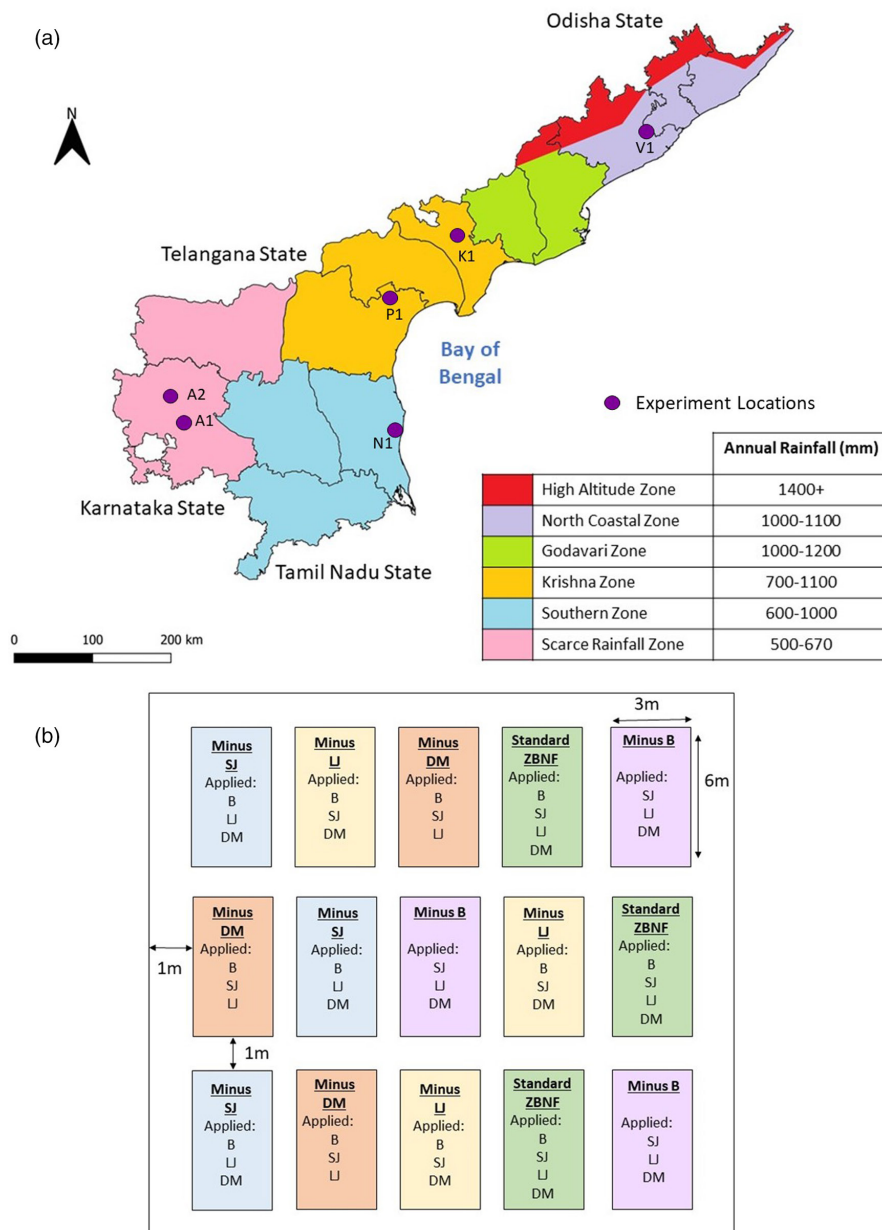 (a)
Odisha State
N
V1
K1
Telangana State
P1
Bay of
Bengal
A2
A1
N1
Experiment Locations
Karnataka State
Tamil Nadu State
Annual Rainfall (mm)
High Altitude Zone 1400+
North Coastal Zone 1000-1100
Godavari Zone 1000-1200
Krishna Zone 700-1100
Southern Zone 600-1000
Scarce Rainfall Zone 500-670
0 100 200 km
(b)
3m
6m
Minus
SJ
Applied:
B
LJ
DM
Minus
LJ
Applied:
B
SJ
DM
Minus
DM
Applied:
B
SJ
LJ
Standard
ZBNF
Applied:
B
SJ
LJ
DM
Minus B
Applied:
SJ
LJ
DM
1m
Minus
DM
Applied:
B
SJ
LJ
Minus
SJ
Applied:
B
LJ
DM
Minus B
Applied:
SJ
LJ
DM
Minus
LJ
Applied:
B
SJ
DM
Standard
ZBNF
Applied:
B
SJ
LJ
DM
1m
Minus
SJ
Applied:
B
LJ
DM
Minus
DM
Applied:
B
SJ
LJ
Minus
LJ
Applied:
B
SJ
DM
Standard
ZBNF
Applied:
B
SJ
LJ
DM
Minus B
Applied:
SJ
LJ
DM